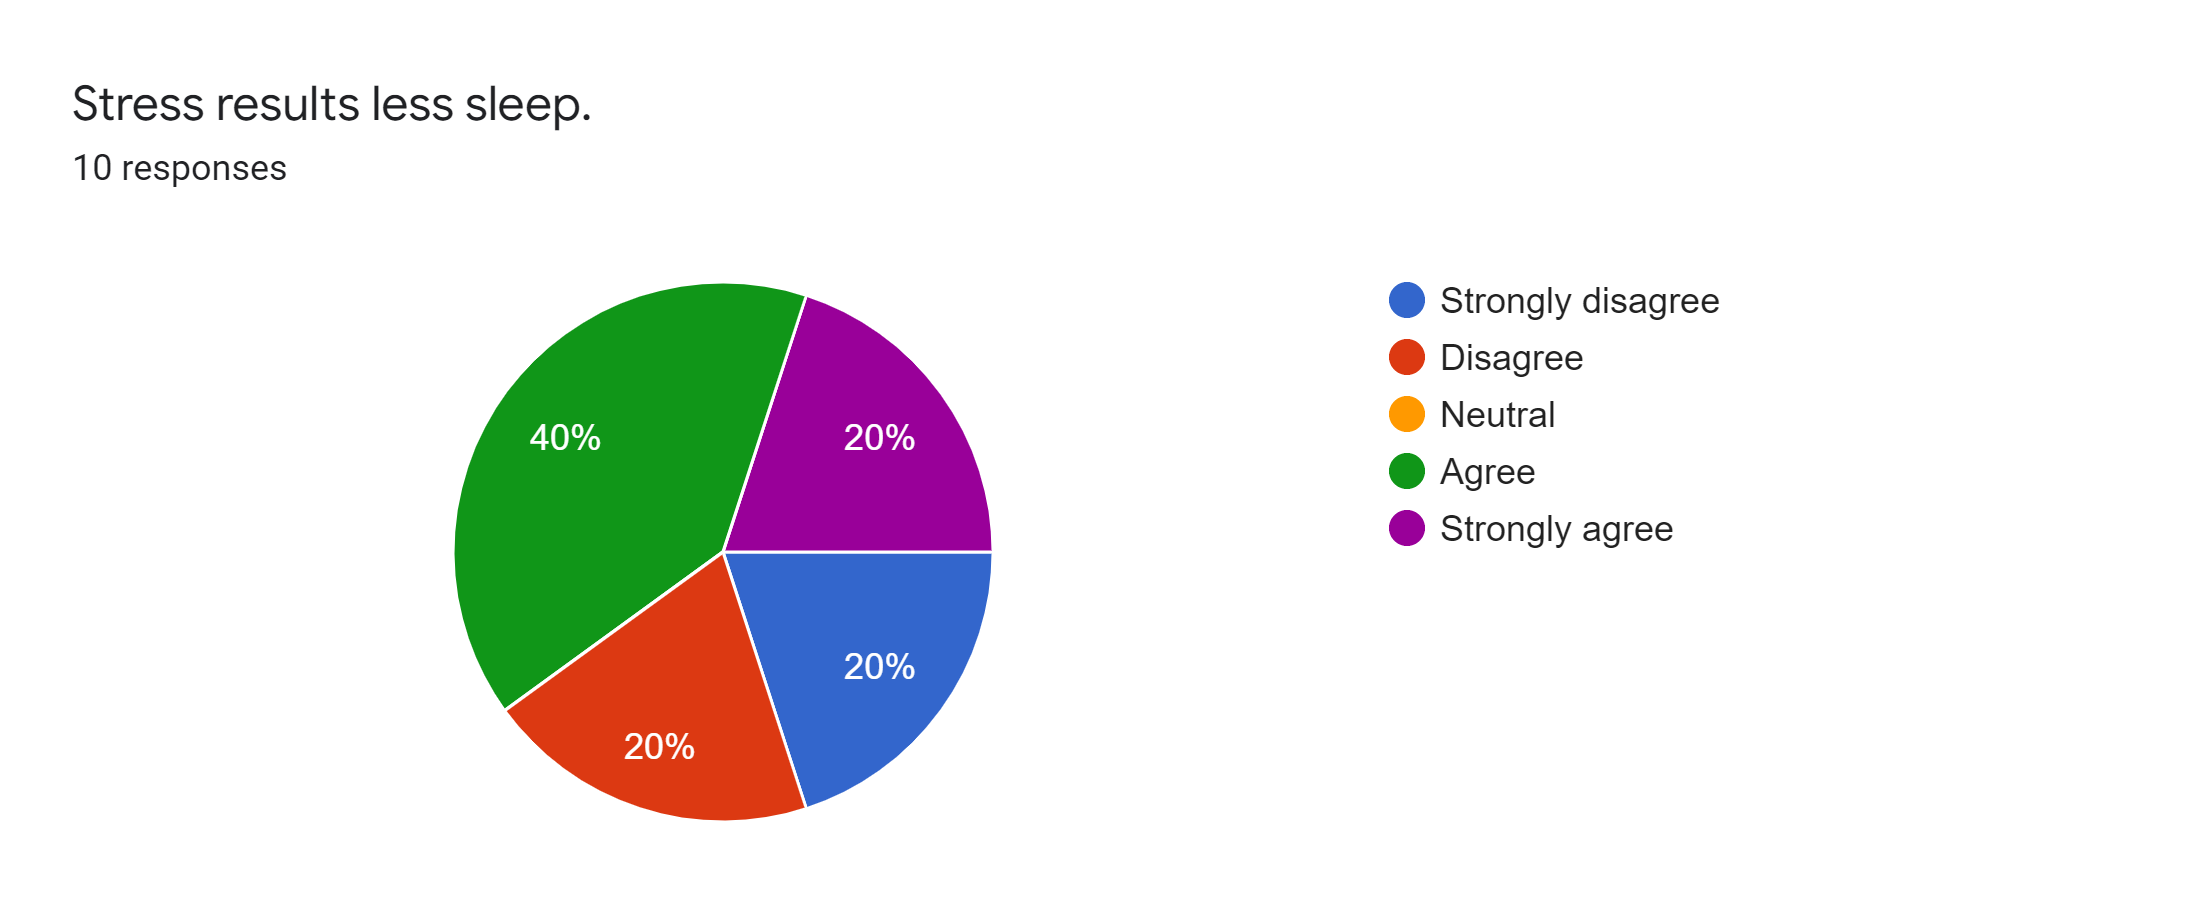 Stress results less sleep.
10 responses
40%
20%
20%
20%
Strongly disagree
Disagree
Neutral
Agree
Strongly agree